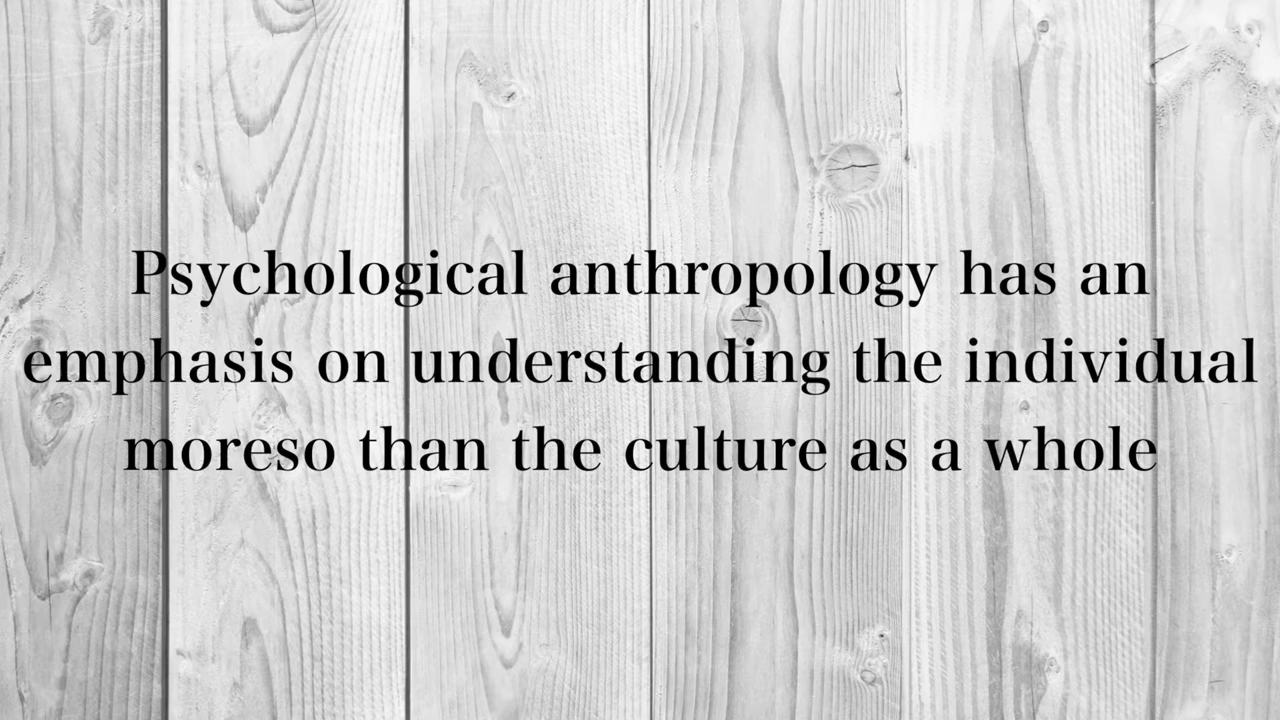 Psychological anthropology has an
emphasis on understanding the individual
moreso than the culture as a whole